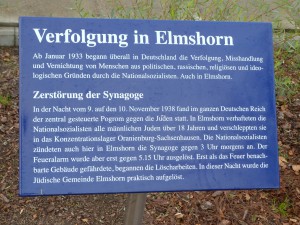 Verfolgung in Elmshorn
Ab Januar 1933 begann überall in Deutschland die Verfolgung, Misshandlung
und Vernichtung von Menschen aus politischen, rassischen, religiösen und ideo-
logischen Gründen durch die Nationalsozialisten. Auch in Elmshorn.
Zerstörung der Synagoge
In der Nacht vom 9. auf den 10. November 1938 fand im ganzen Deutschen Reich
der zentral gesteuerte Pogrom gegen die Juden statt. In Elmshorn verhafteten die
Nationalsozialisten alle männlichen Juden über 18 Jahren und verschleppten sie
in das Konzentrationslager Oranienburg-Sachsenhausen. Die Nationalsozialisten
zündeten auch hier in Elmshorn die Synagoge gegen 3 Uhr morgens an. Der
Feueralarm wurde aber erst gegen 5.15 Uhr ausgelöst. Erst als das Feuer benach-
barte Gebäude gefährdete, begannen die Löscharbeiten. In dieser Nacht wurde die
Jüdische Gemeinde Elmshorn praktisch aufgelöst.